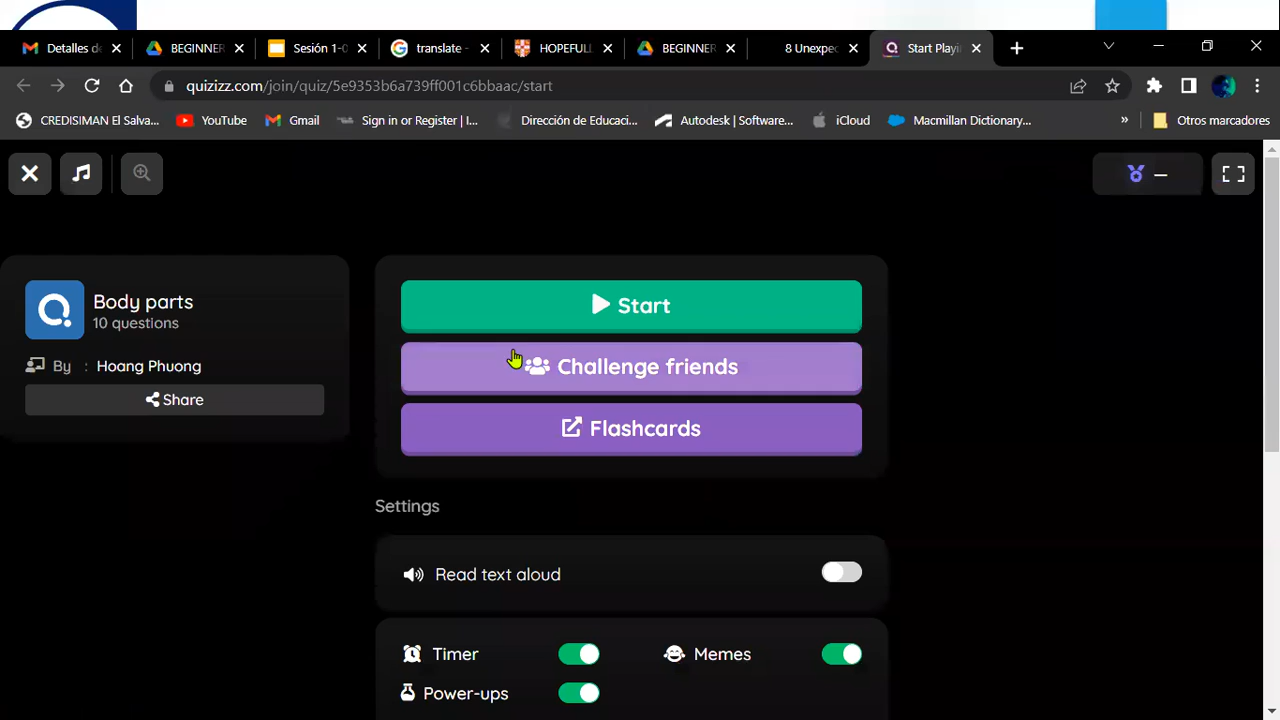 Detalles de
BEGINNER
Sesión 1-0
translate -
HOPEFULL
BEGINNER
8 Unexpec
Start Playi
quizizz.com/join/quiz/5e9353b6a739ff001c6bbaac/start
CREDISIMAN El Salva...
YouTube
Gmail
Sign in or Register | I...
Dirección de Educaci...
Autodesk | Software...
iCloud
Macmillan Dictionary...
»
Otros marcadores
Body parts
10 questions
By : Hoang Phuong
Share
Start
Challenge friends
Flashcards
Settings
Read text aloud
Timer
Memes
Power-ups